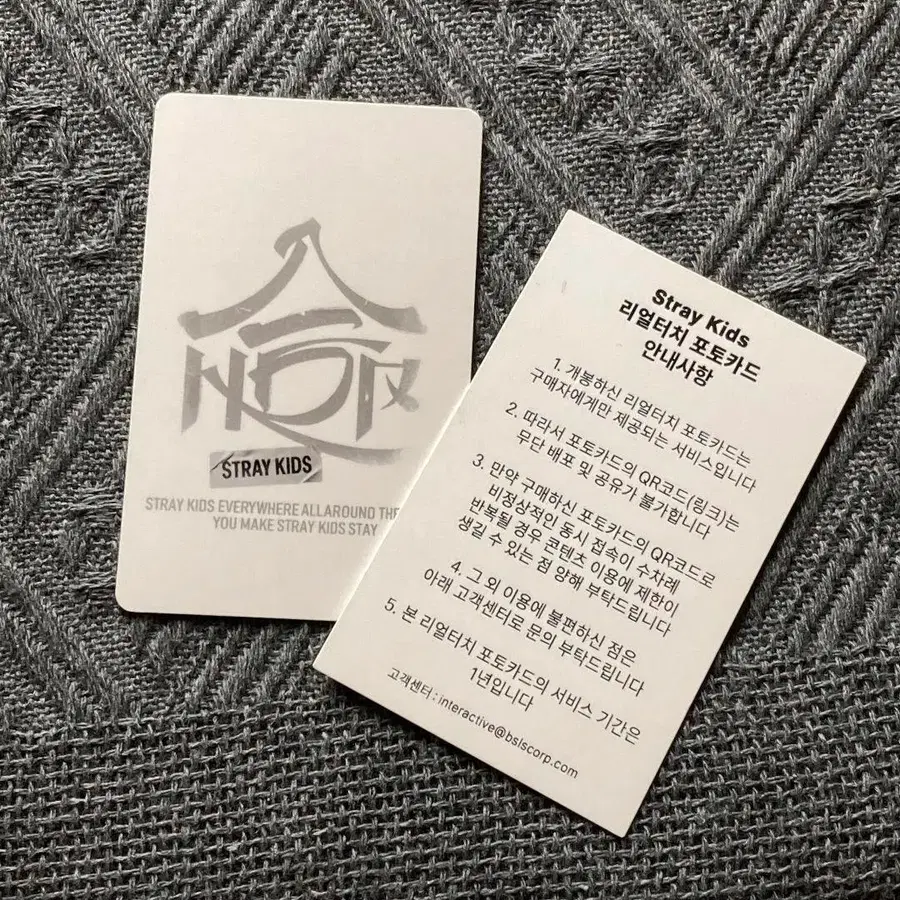 STRAY KIDS
STRAY KIDS EVERYWHERE ALLAROUND THE
YOU MAKE STRAY KIDS STAY
Stray Kids
리얼터치 포토카드
안내사항
1. 개봉하신 리얼터치 포토카드는
구매자에게만 제공되는 서비스입니다
2. 따라서 포토카드의 QR코드(링크)는
무단 배포 및 공유가 불가합니다
3. 만약 구매하신 포토카드의 QR코드로
비정상적인 동시 접속이 수차례
반복될 경우 콘텐츠 이용에 제한이
생길 수 있는 점 양해 부탁드립니다
4. 그 외 이용에 불편하신 점은
아래 고객센터로 문의 부탁드립니다
5. 본 리얼터치 포토카드의 서비스 기간은
1년입니다
고객센터 : interactive@bslscorp.com